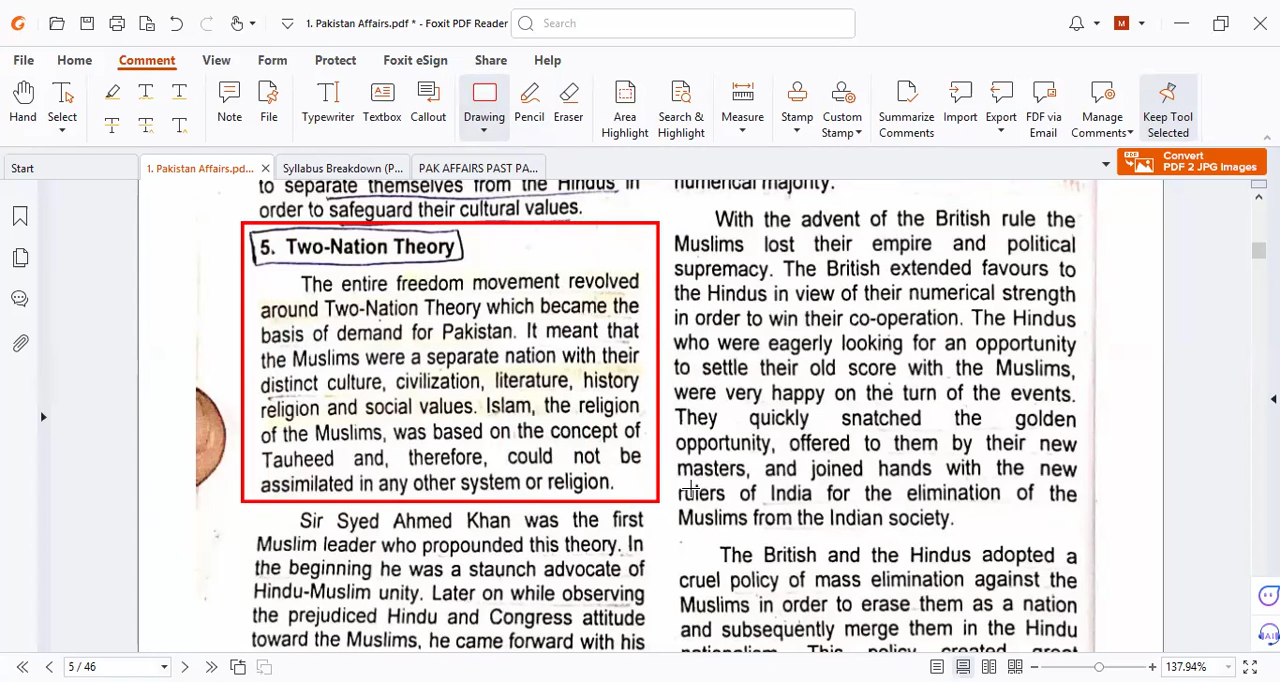 1. Pakistan Affairs.pdf * - Foxit PDF Reader
Search
M
File
Home
Comment
View
Form
Protect
Foxit eSign
Share
Help
Hand
Select
Note
File
Typewriter
Textbox
Callout
Drawing
Pencil
Eraser
Area
Highlight
Search &
Highlight
Measure
Stamp
Custom
Stamp
Summarize
Comments
Import
Export
FDF via
Email
Manage
Comments
Keep Tool
Selected
Start
1. Pakistan Affairs.pd...
Syllabus Breakdown (P...
PAK AFFAIRS PAST PA...
Convert
PDF 2 JPG Images
to separate themselves from the Hindus in
order to safeguard their cultural values.
5. Two-Nation Theory
The entire freedom movement revolved
around Two-Nation Theory which became the
basis of demand for Pakistan. It meant that
the Muslims were a separate nation with their
distinct culture, civilization, literature, history
religion and social values. Islam, the religion
of the Muslims, was based on the concept of
Tauheed and, therefore, could not be
assimilated in any other system or religion.
Sir Syed Ahmed Khan was the first
Muslim leader who propounded this theory. In
the beginning he was a staunch advocate of
Hindu-Muslim unity. Later on while observing
the prejudiced Hindu and Congress attitude
toward the Muslims, he came forward with his
numerical majority.
With the advent of the British rule the
Muslims lost their empire and political
supremacy. The British extended favours to
the Hindus in view of their numerical strength
in order to win their co-operation. The Hindus
who were eagerly looking for an opportunity
to settle their old score with the Muslims,
were very happy on the turn of the events.
They quickly snatched the golden
opportunity, offered to them by their new
masters, and joined hands with the new
rulers of India for the elimination of the
Muslims from the Indian society.
The British and the Hindus adopted a
cruel policy of mass elimination against the
Muslims in order to erase them as a nation
and subsequently merge them in the Hindu
nationalism. This policy created great
5 / 46
137.94%